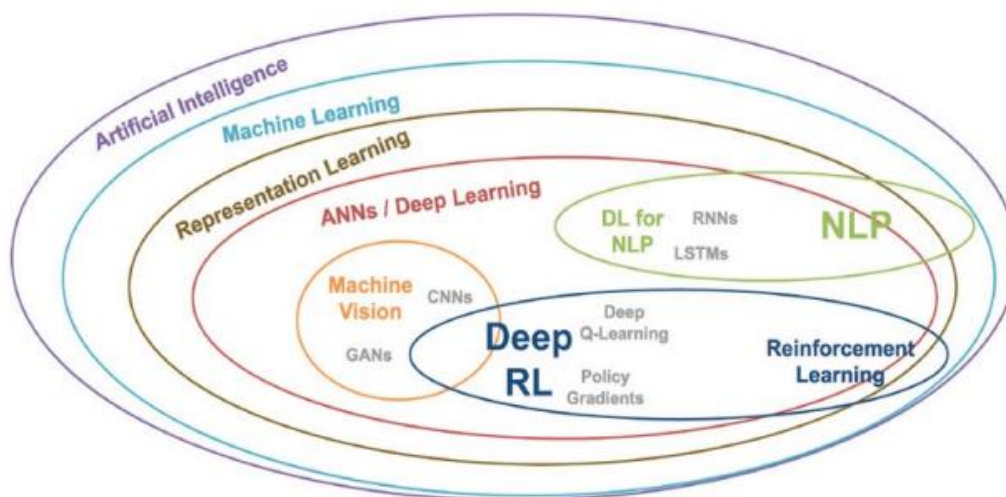 Artificial Intelligence
Machine Learning
Representation Learning
ANNs / Deep Learning
DL for
NLP
RNNs
LSTMs
NLP
Machine
Vision
CNNs
GANs
Deep
RL
Deep
Q-Learning
Policy
Gradients
Reinforcement
Learning